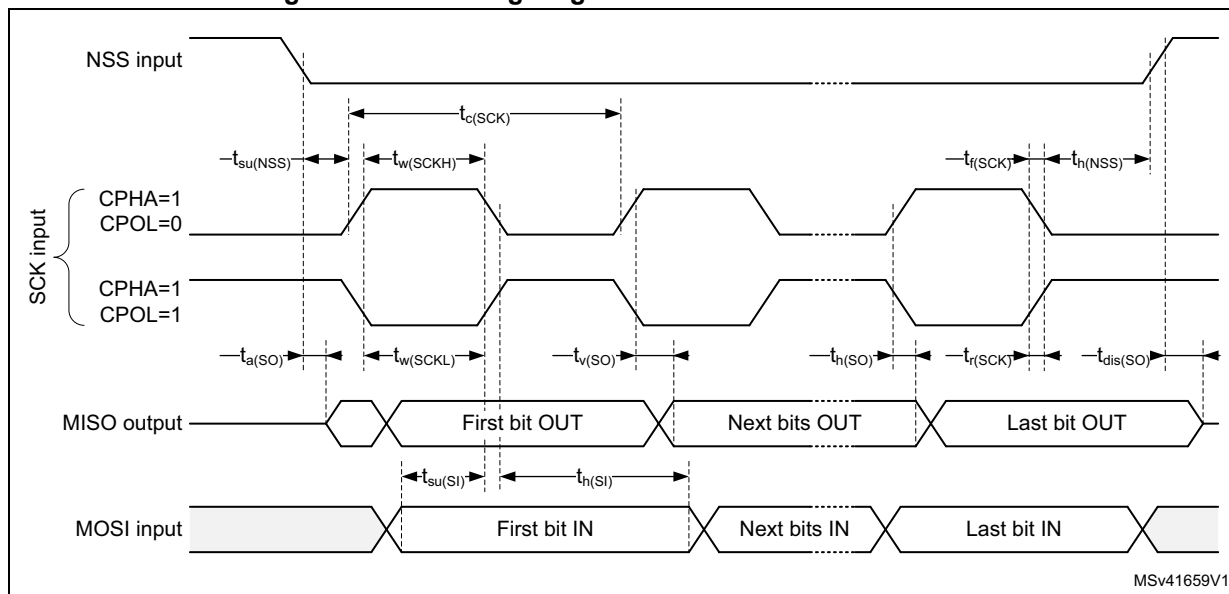 NSS input
tc(SCK)
tsu(NSS)
tw(SCKH)
tf(SCK)
th(NSS)
SCK input
CPHA=1
CPOL=0
CPHA=1
CPOL=1
ta(SO)
tw(SCKL)
tv(SO)
th(SO)
tr(SCK)
tdis(SO)
MISO output
First bit OUT
Next bits OUT
Last bit OUT
tsu(SI)
th(SI)
MOSI input
First bit IN
Next bits IN
Last bit IN
MSv41659V1